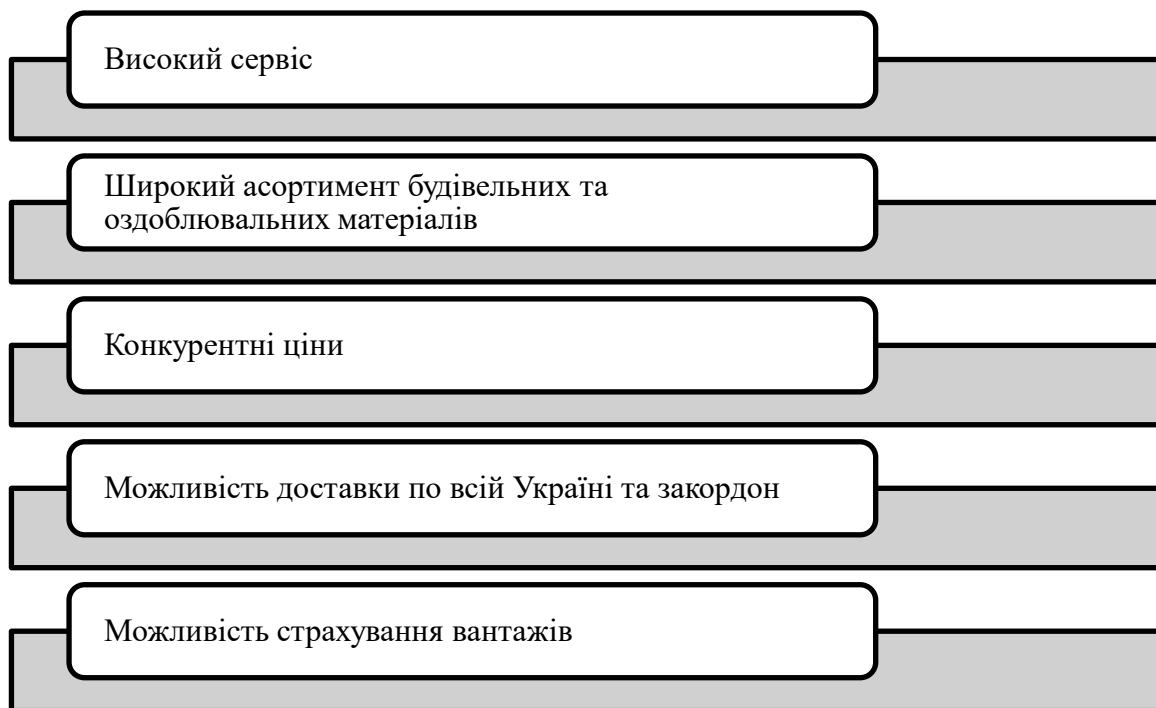 Високий сервіс
Широкий асортимент будівельних та
оздоблювальних матеріалів
Конкурентні ціни
Можливість доставки по всій Україні та закордон
Можливість страхування вантажів